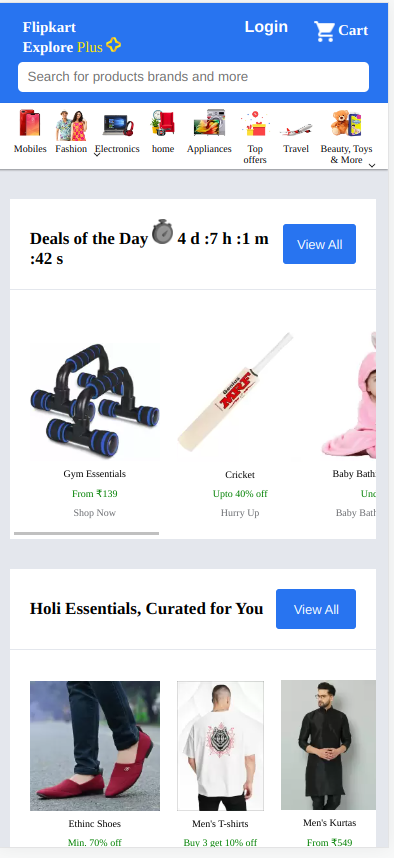 Flipkart
Login
Cart
Explore Plus
Search for products brands and more
Mobiles
Fashion
Electronics
home
Appliances
Top
offers
Travel
Beauty, Toys
& More
Deals of the Day 4 d :7 h :1 m
:42 s
View All
MRF
Gym Essentials
Cricket
Baby Bath
From ₹139
Upto 40% off
Und
Shop Now
Hurry Up
Baby Bath
Holi Essentials, Curated for You
View All
Ethinc Shoes
Men's T-shirts
Men's Kurtas
Min. 70% off
Buy 3 get 10% off
From ₹549